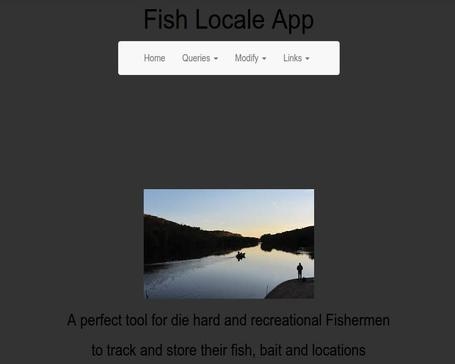 Fish Locale App
Home Queries Modify Links
A perfect tool for die hard and recreational Fishermen
to track and store their fish, bait and locations